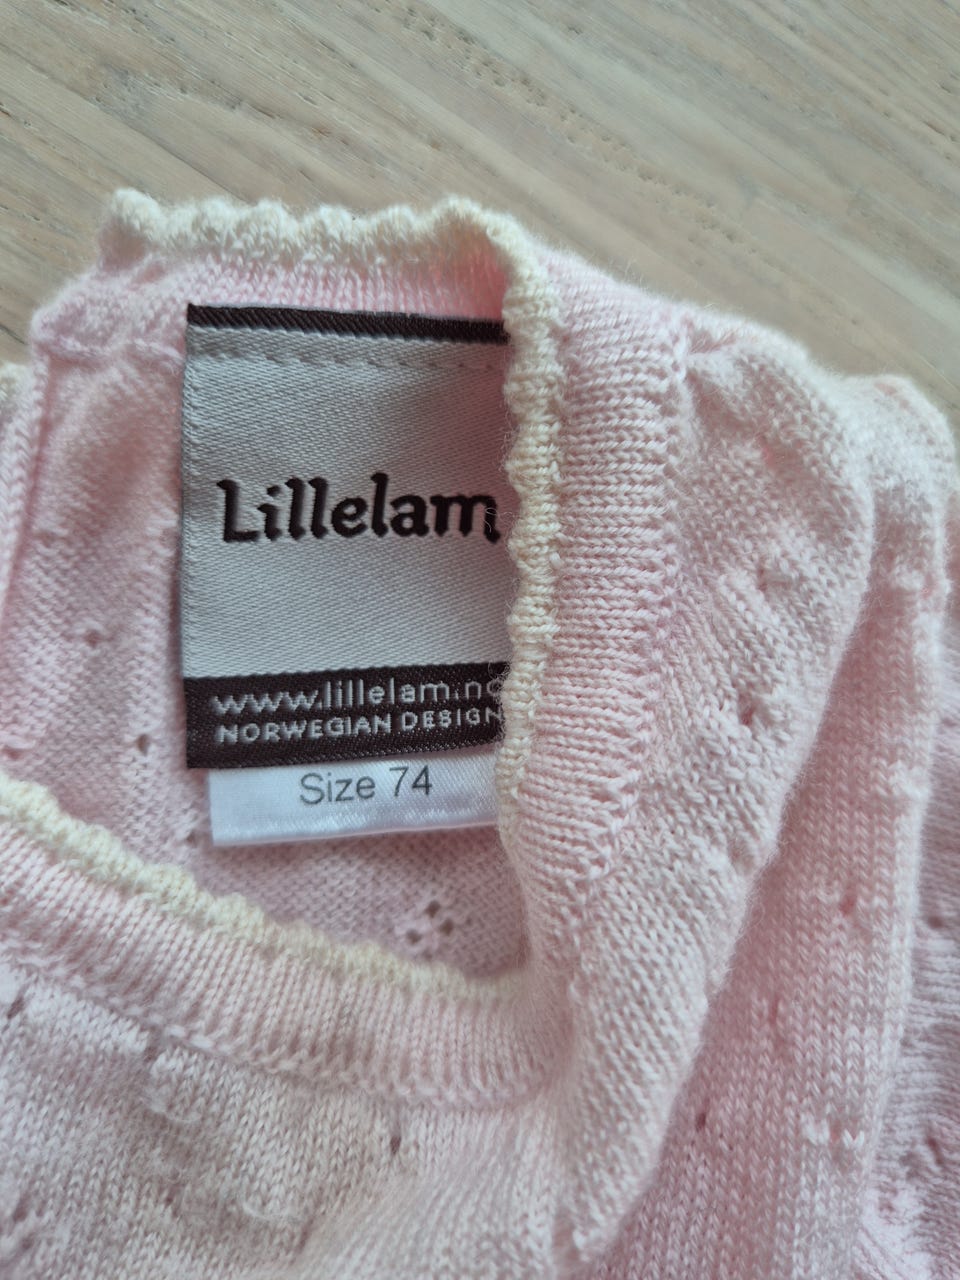 Lillelam
www.lillelam.no
NORWEGIAN DESIGN
Size 74